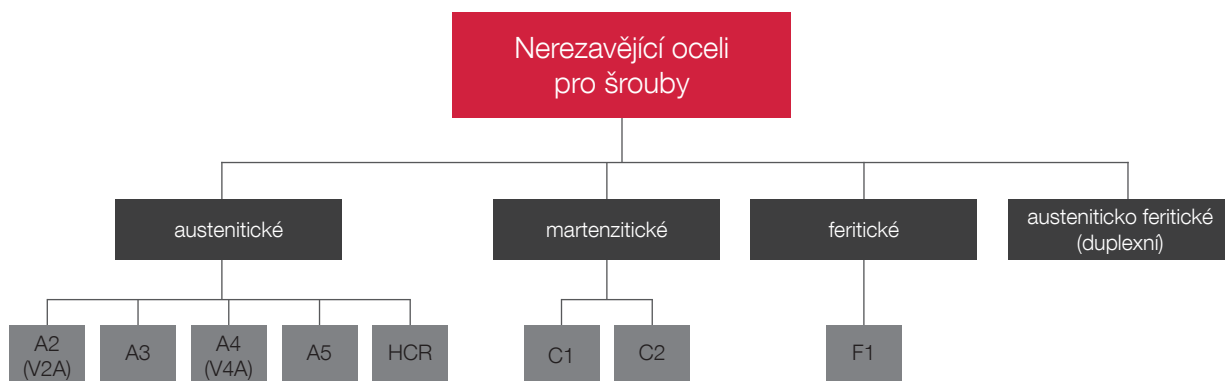 Nerezavějící oceli
pro šrouby
austenitické
martenzitické
feritické
austeniticko feritické
(duplexní)
A2
(V2A)
A3
A4
(V4A)
A5
HCR
C1
C2
F1